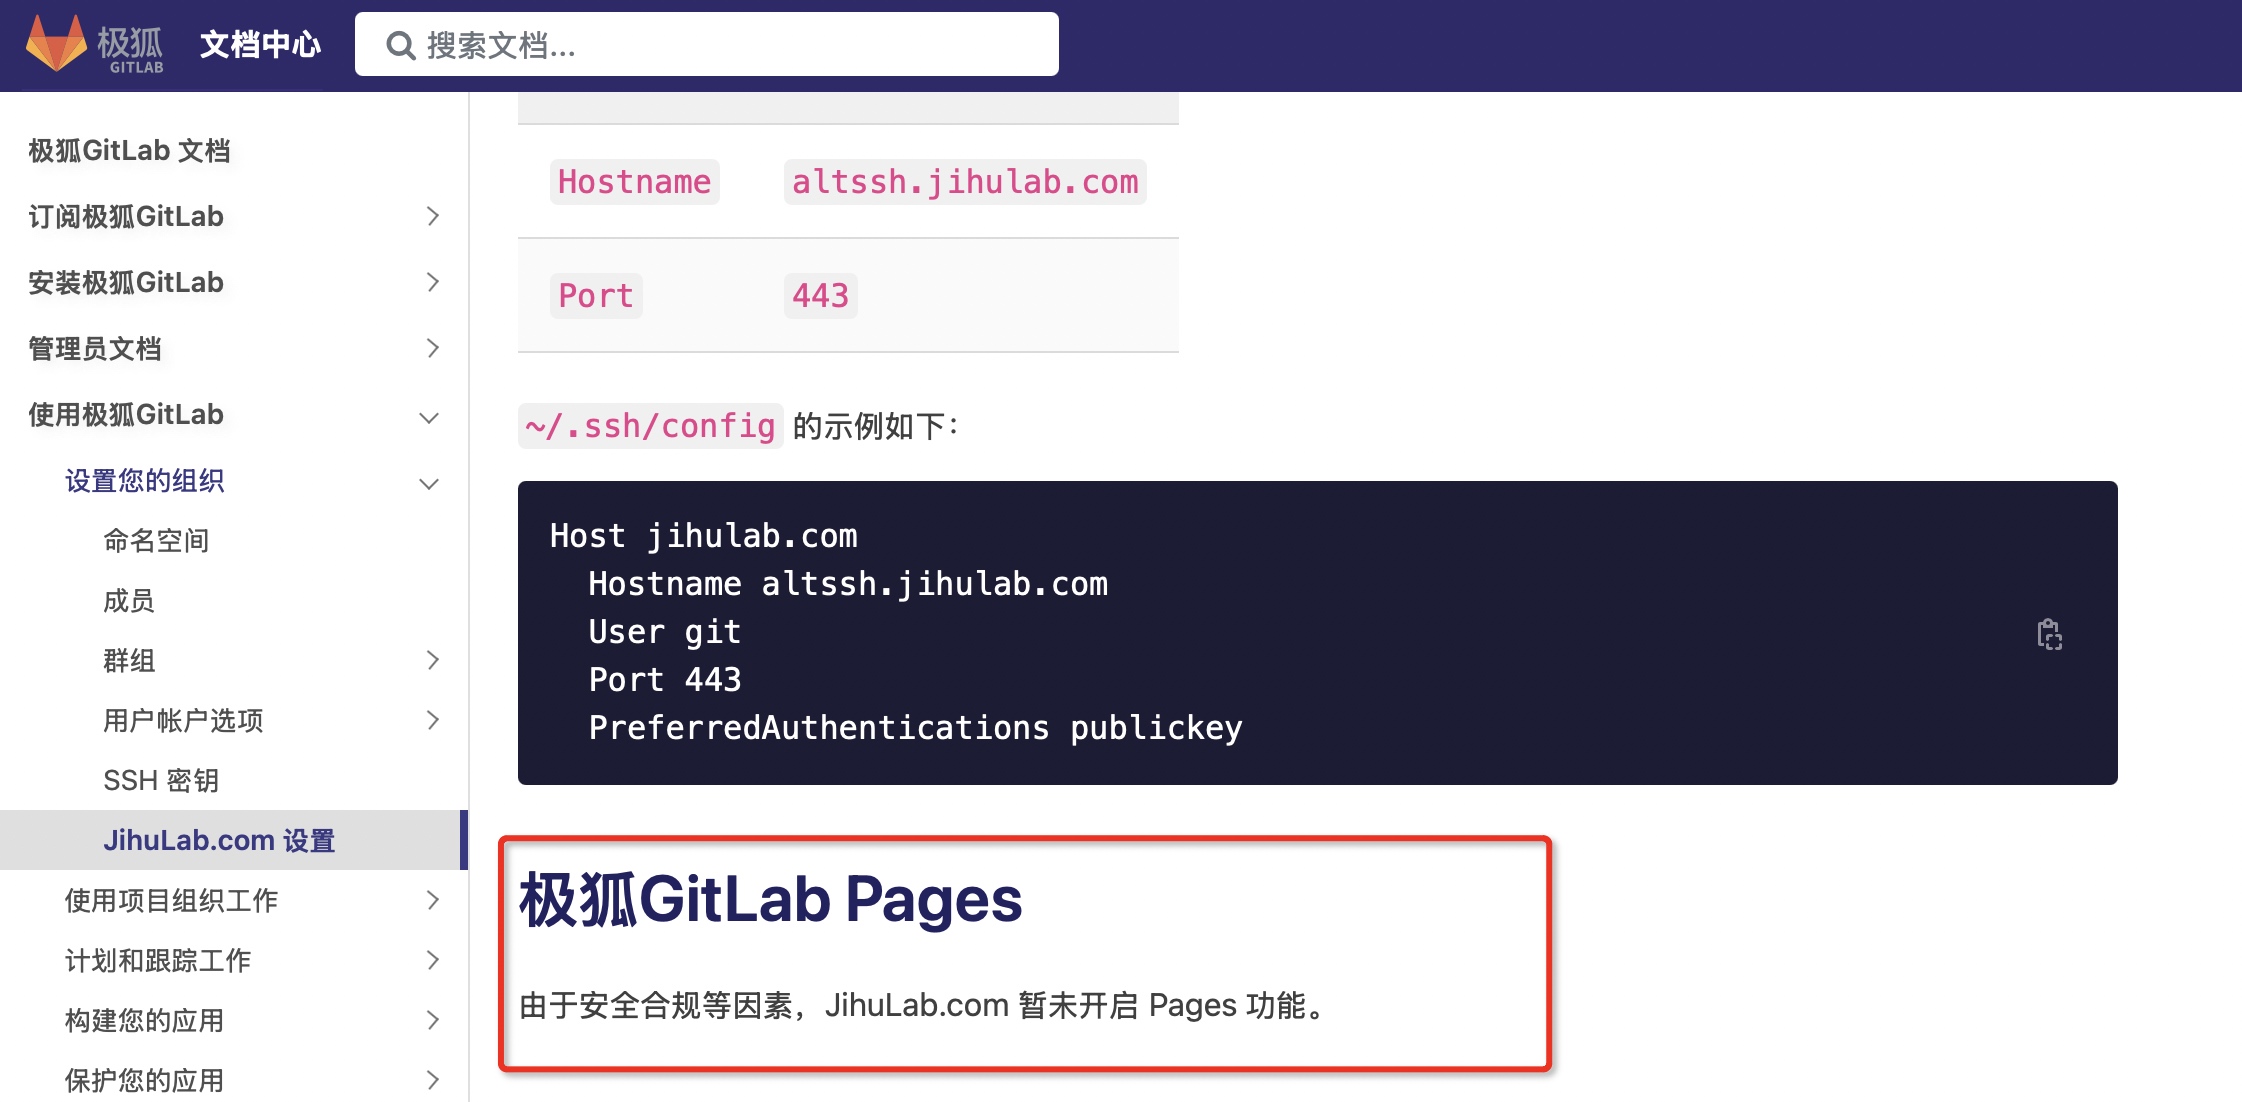 极狐
GITLAB
文档中心
搜索文档...
极狐GitLab 文档
订阅极狐GitLab
安装极狐GitLab
管理员文档
使用极狐GitLab
设置您的组织
命名空间
成员
群组
用户帐户选项
SSH 密钥
JihuLab.com 设置
使用项目组织工作
计划和跟踪工作
构建您的应用
保护您的应用
Hostname altssh.jihulab.com
Port 443
~/.ssh/config 的示例如下：
Host jihulab.com
Hostname altssh.jihulab.com
User git
Port 443
PreferredAuthentications publickey
极狐GitLab Pages
由于安全合规等因素，JihuLab.com 暂未开启 Pages 功能。